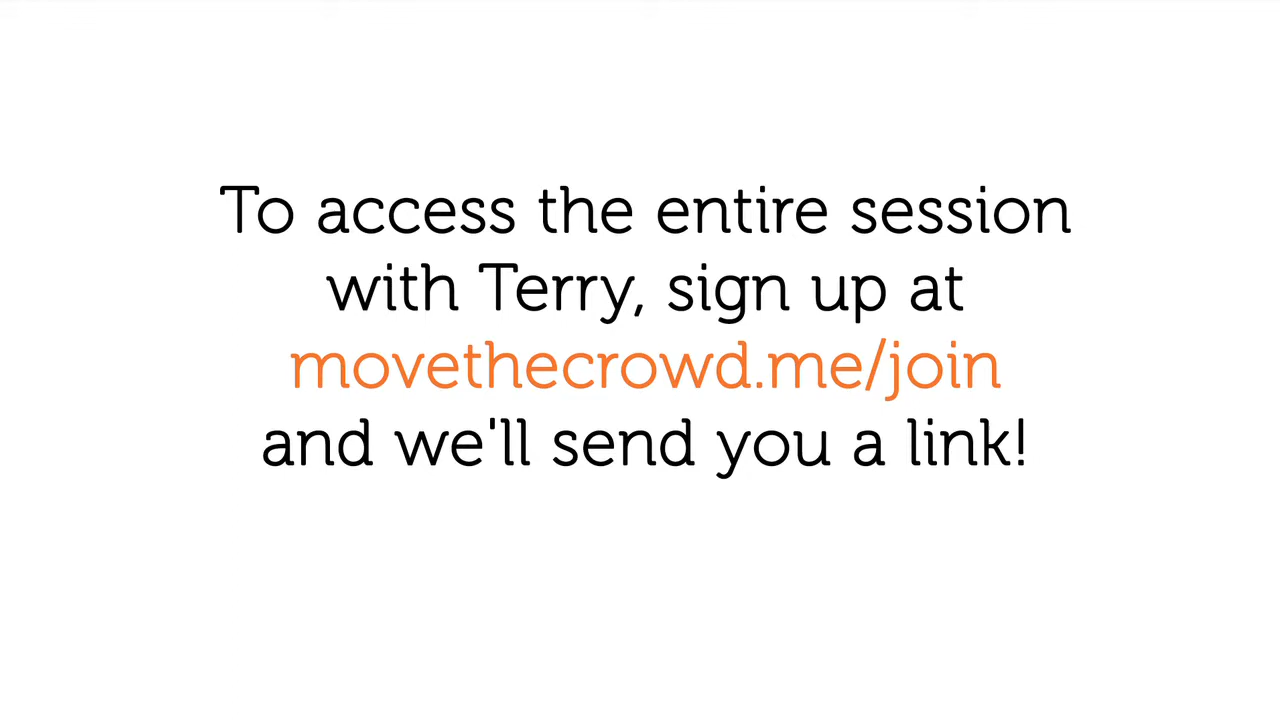 To access the entire session
with Terry, sign up at
movethecrowd.me/join
and we'll send you a link!